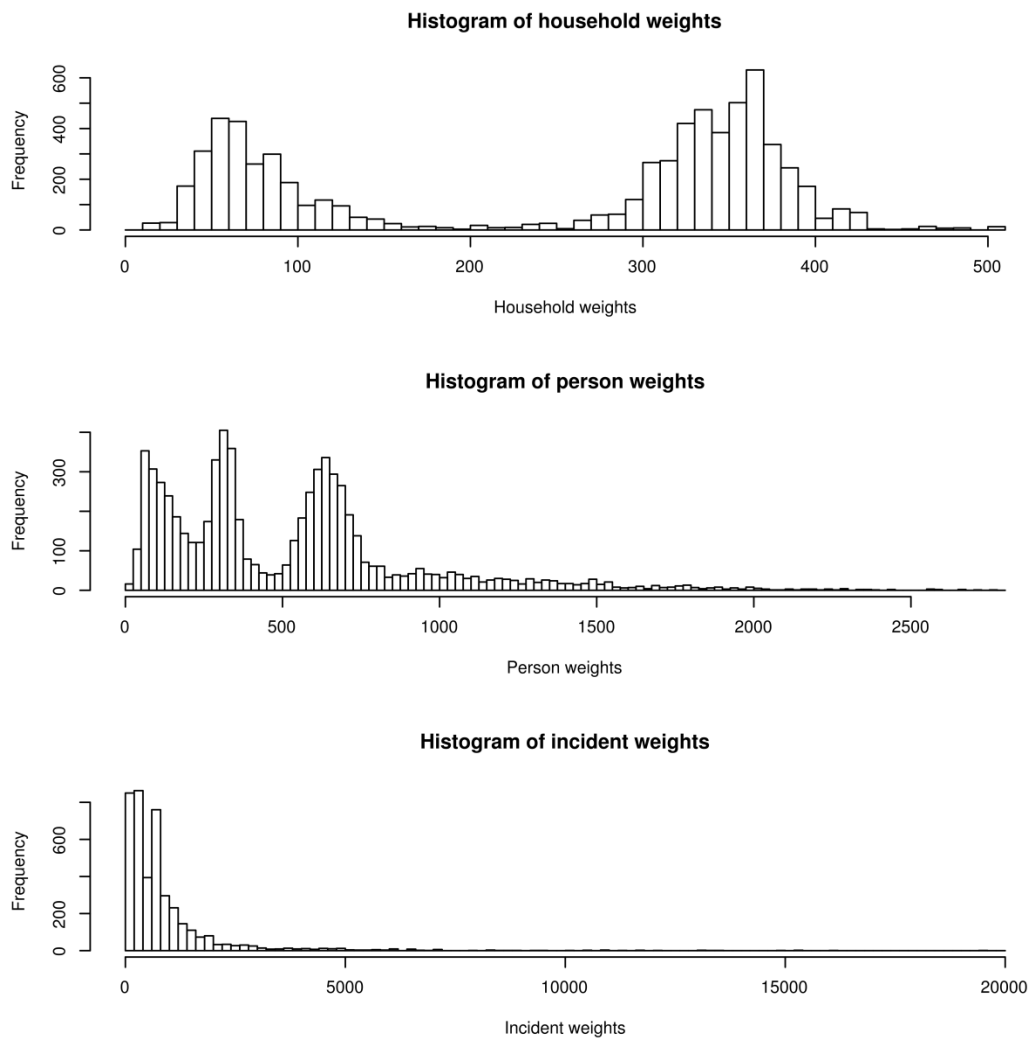 Histogram of household weights
Frequency
0 200 400 600
0 100 200 300 400 500
Household weights
Histogram of person weights
Frequency
0 100 300
0 500 1000 1500 2000 2500
Person weights
Histogram of incident weights
Frequency
0 200 600
0 5000 10000 15000 20000
Incident weights